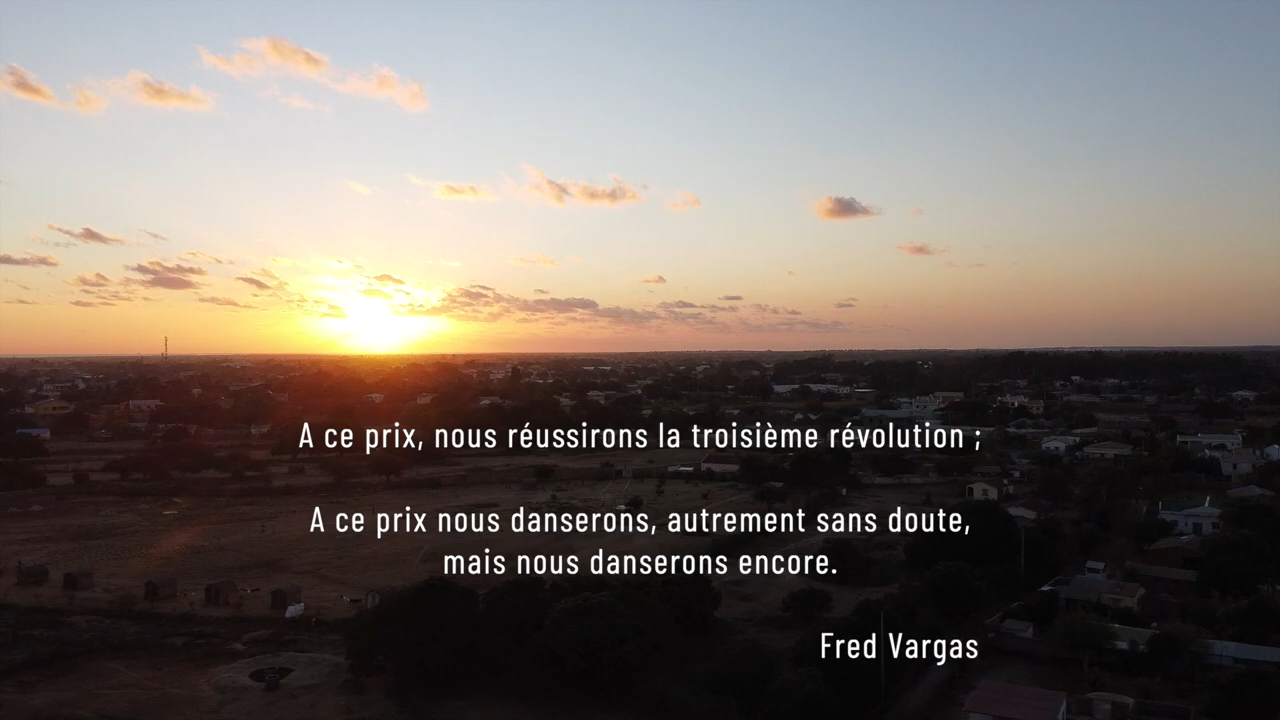 A ce prix, nous réussirons la troisième révolution ;
A ce prix nous danserons, autrement sans doute,
mais nous danserons encore.
Fred Vargas